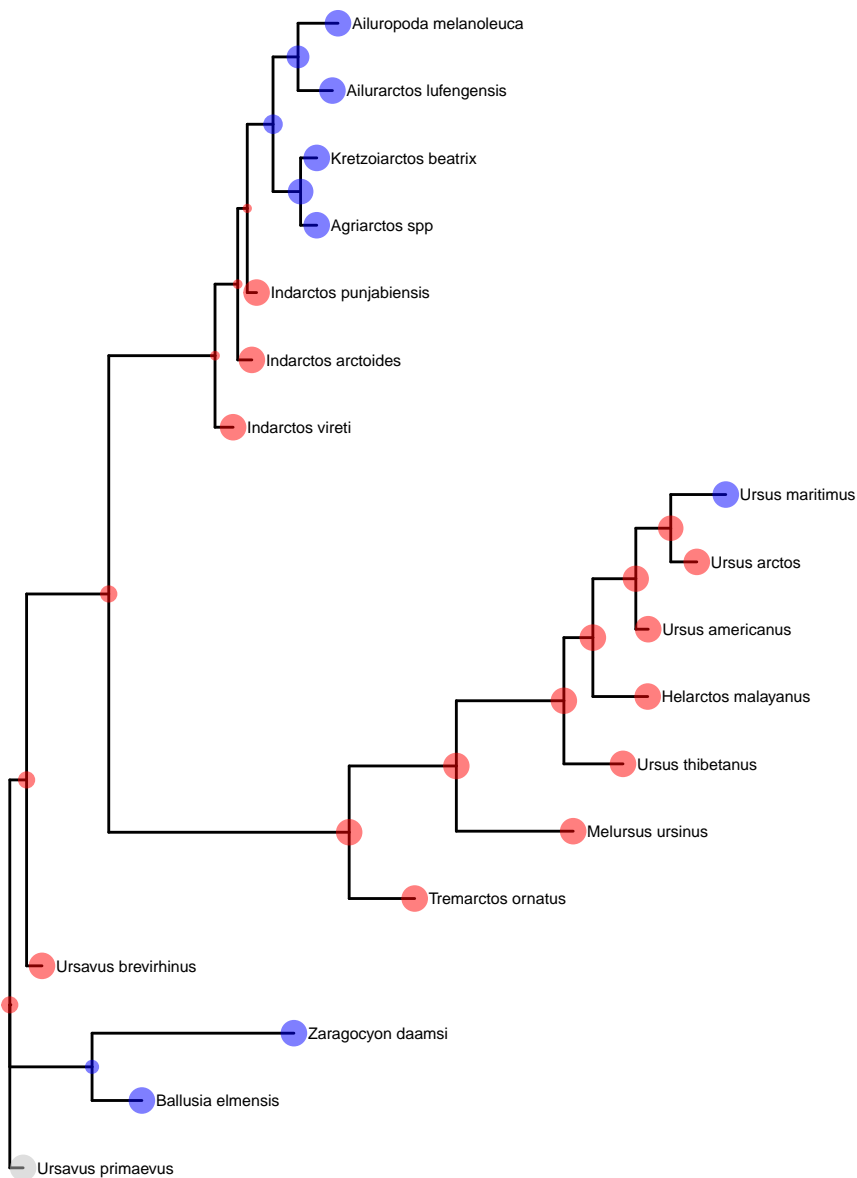 Ailuropoda melanoleuca
Ailurarctos lufengensis
Kretzoiarctos beatrix
Agriarctos spp
Indarctos punjabiensis
Indarctos arctoides
Indarctos vireti
Ursus maritimus
Ursus arctos
Ursus americanus
Helarctos malayanus
Ursus thibetanus
Melursus ursinus
Tremarctos ornatus
Ursavus brevirhinus
Zaragocyon daamsi
Ballusia elmensis
Ursavus primaevus